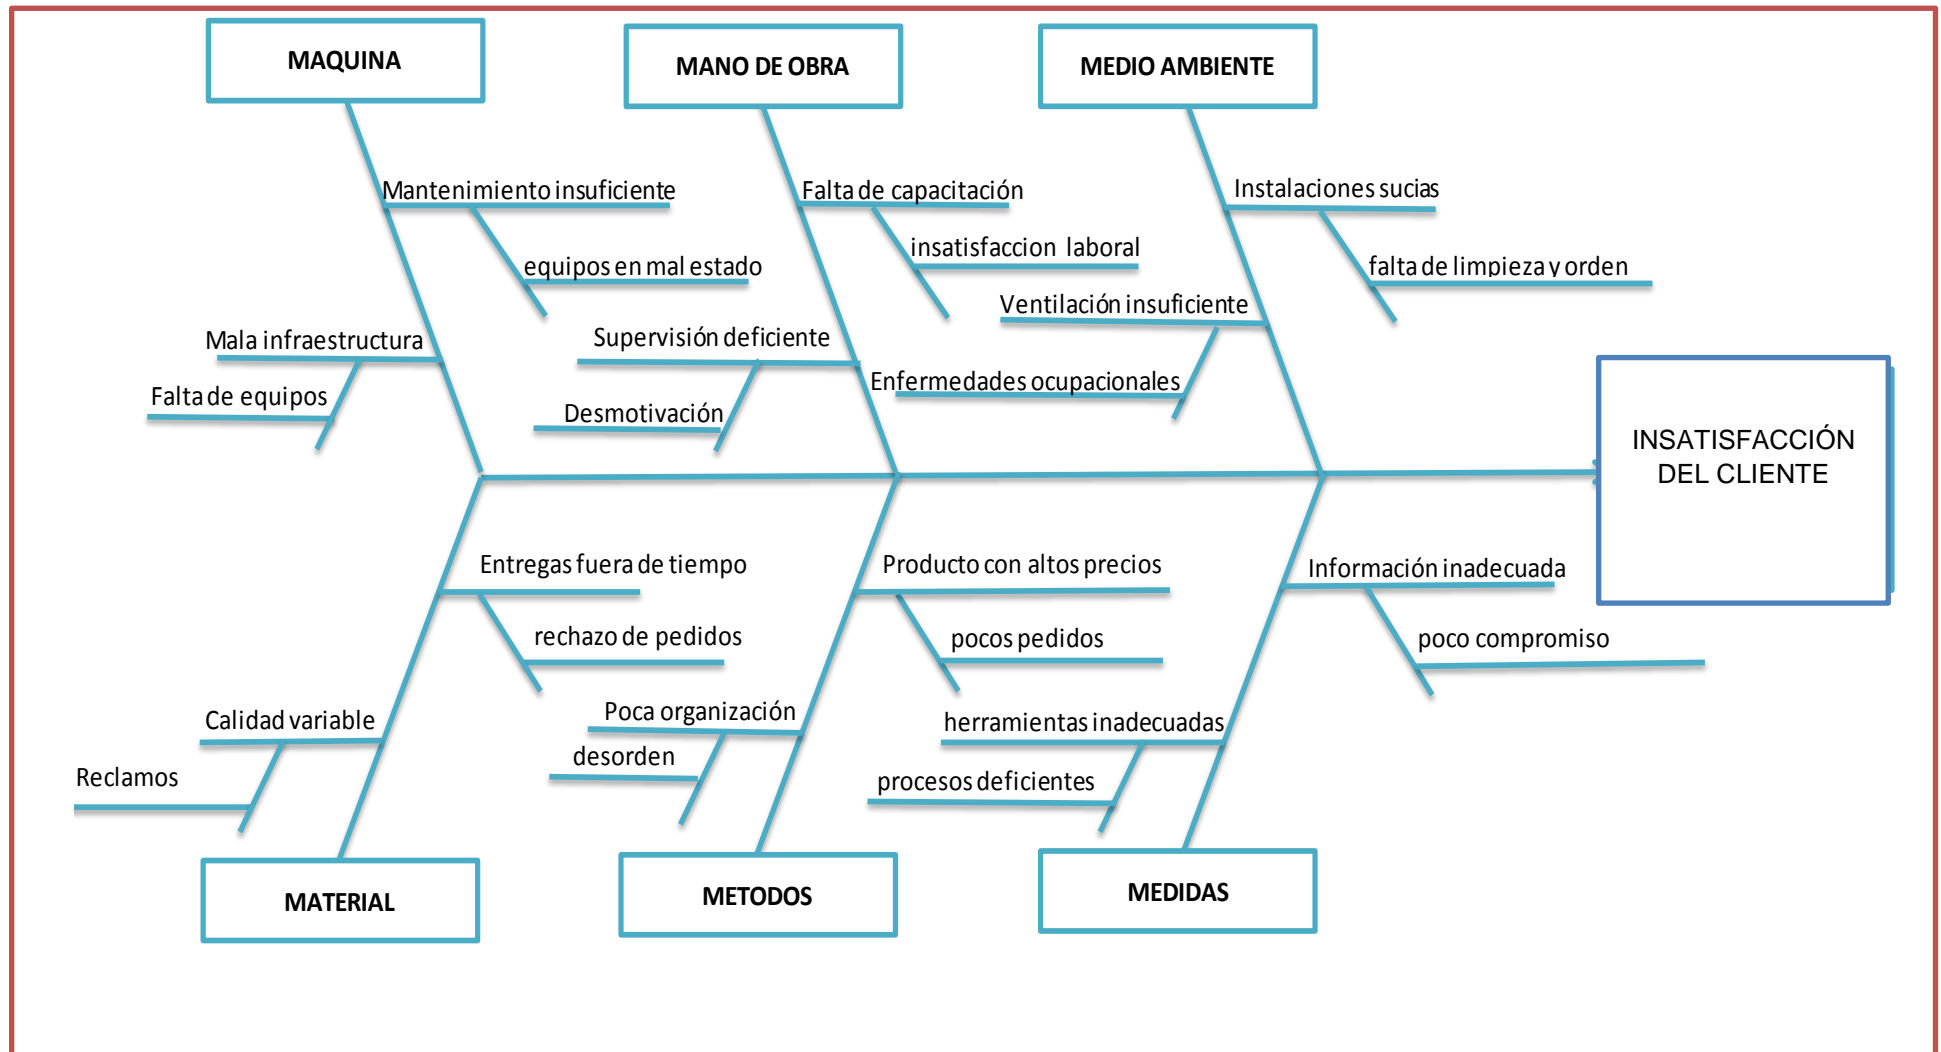 MAQUINA
MANO DE OBRA
MEDIO AMBIENTE
Mantenimiento insuficiente
equipos en mal estado
Mala infraestructura
Falta de equipos
Falta de capacitación
insatisfaccion laboral
Supervisión deficiente
Desmotivación
Instalaciones sucias
falta de limpieza y orden
Ventilación insuficiente
Enfermedades ocupacionales
INSATISFACCIÓN
DEL CLIENTE
Entregas fuera de tiempo
rechazo de pedidos
Calidad variable
Reclamos
Producto con altos precios
pocos pedidos
Poca organización
desorden
Información inadecuada
poco compromiso
herramientas inadecuadas
procesos deficientes
MATERIAL
METODOS
MEDIDAS